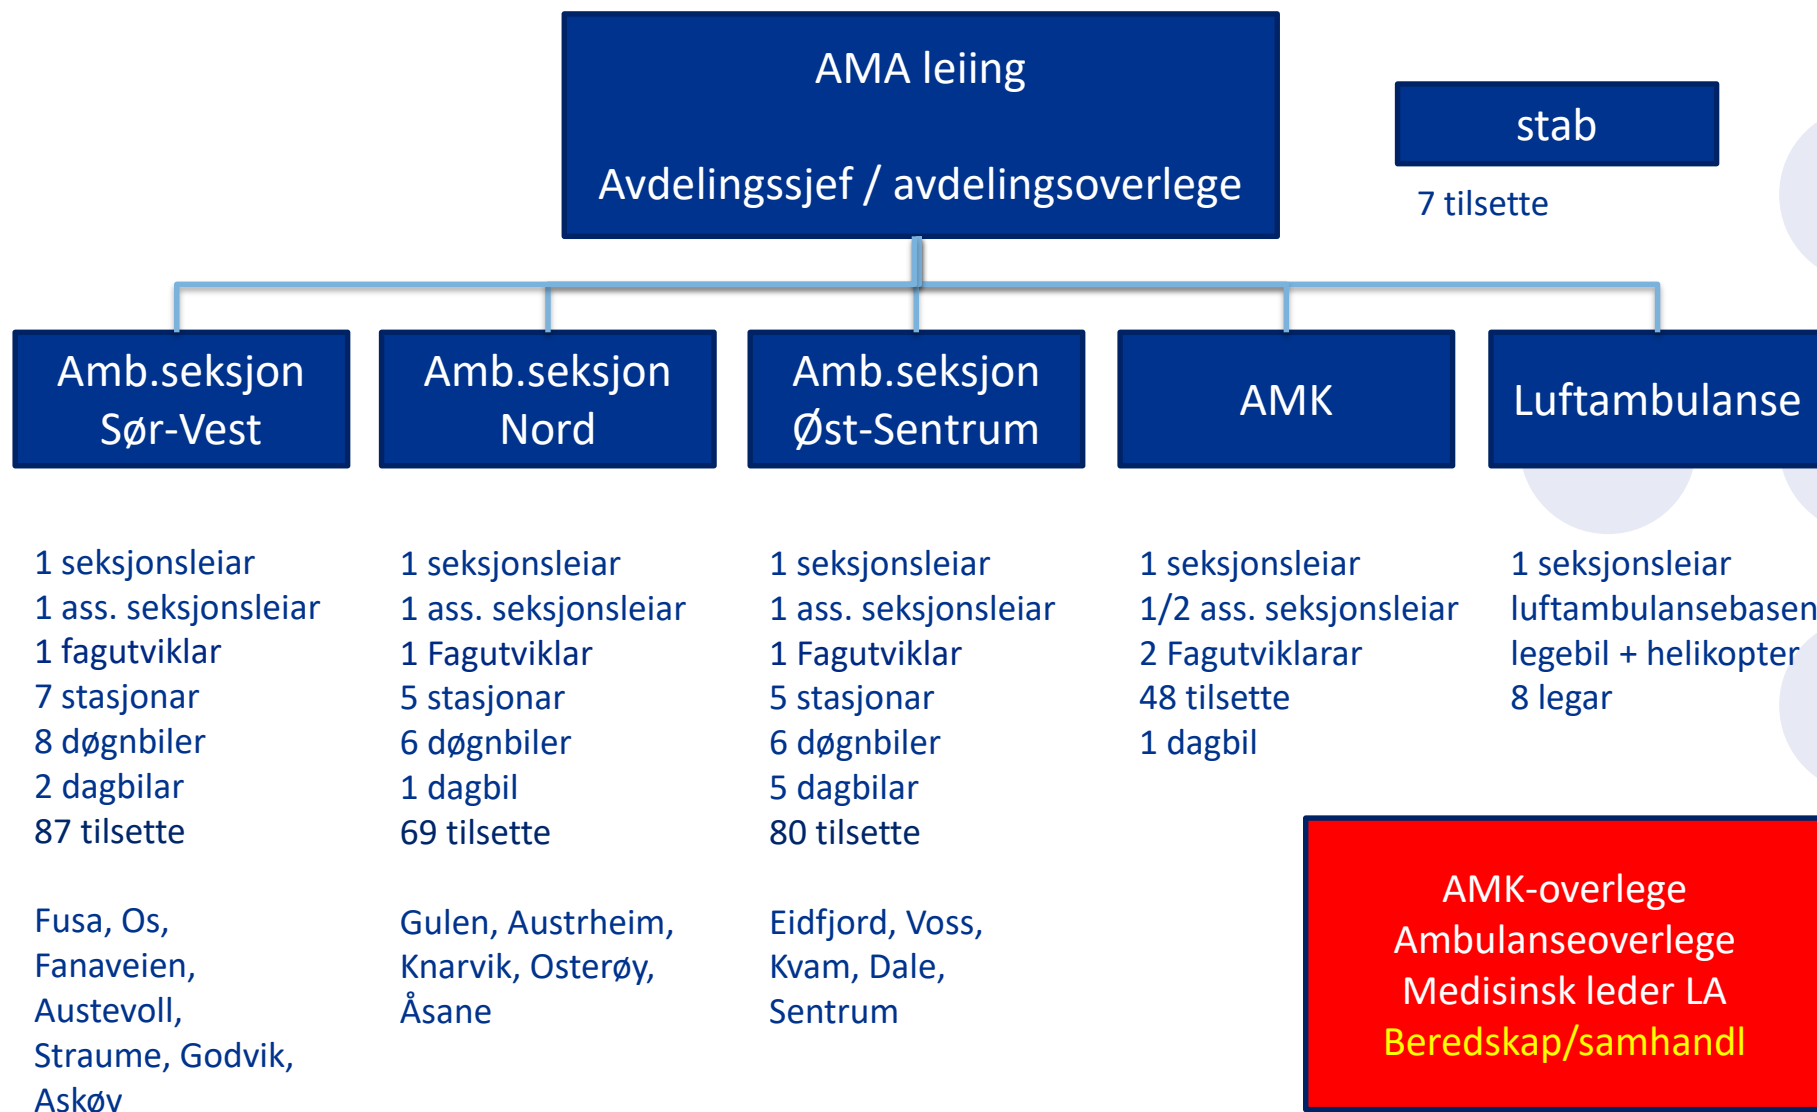 AMA leiing
Avdelingssjef / avdelingsoverlege
stab
7 tilsette
Amb.seksjon
Sør-Vest
Amb.seksjon
Nord
Amb.seksjon
Øst-Sentrum
AMK
Luftambulanse
1 seksjonsleiar
1 ass. seksjonsleiar
1 fagutviklar
7 stasjonar
8 døgnbiler
2 dagbilar
87 tilsette
Fusa, Os,
Fanaveien,
Austevoll,
Straume, Godvik,
Askøy
1 seksjonsleiar
1 ass. seksjonsleiar
1 Fagutviklar
5 stasjonar
6 døgnbiler
1 dagbil
69 tilsette
Gulen, Austrheim,
Knarvik, Osterøy,
Åsane
1 seksjonsleiar
1 ass. seksjonsleiar
1 Fagutviklar
5 stasjonar
6 døgnbiler
5 dagbilar
80 tilsette
Eidfjord, Voss,
Kvam, Dale,
Sentrum
1 seksjonsleiar
1/2 ass. seksjonsleiar
2 Fagutviklarar
48 tilsette
1 dagbil
1 seksjonsleiar
luftambulansebasen
legebil + helikopter
8 legar
AMK-overlege
Ambulanseoverlege
Medisinsk leder LA
Beredskap/samhandl